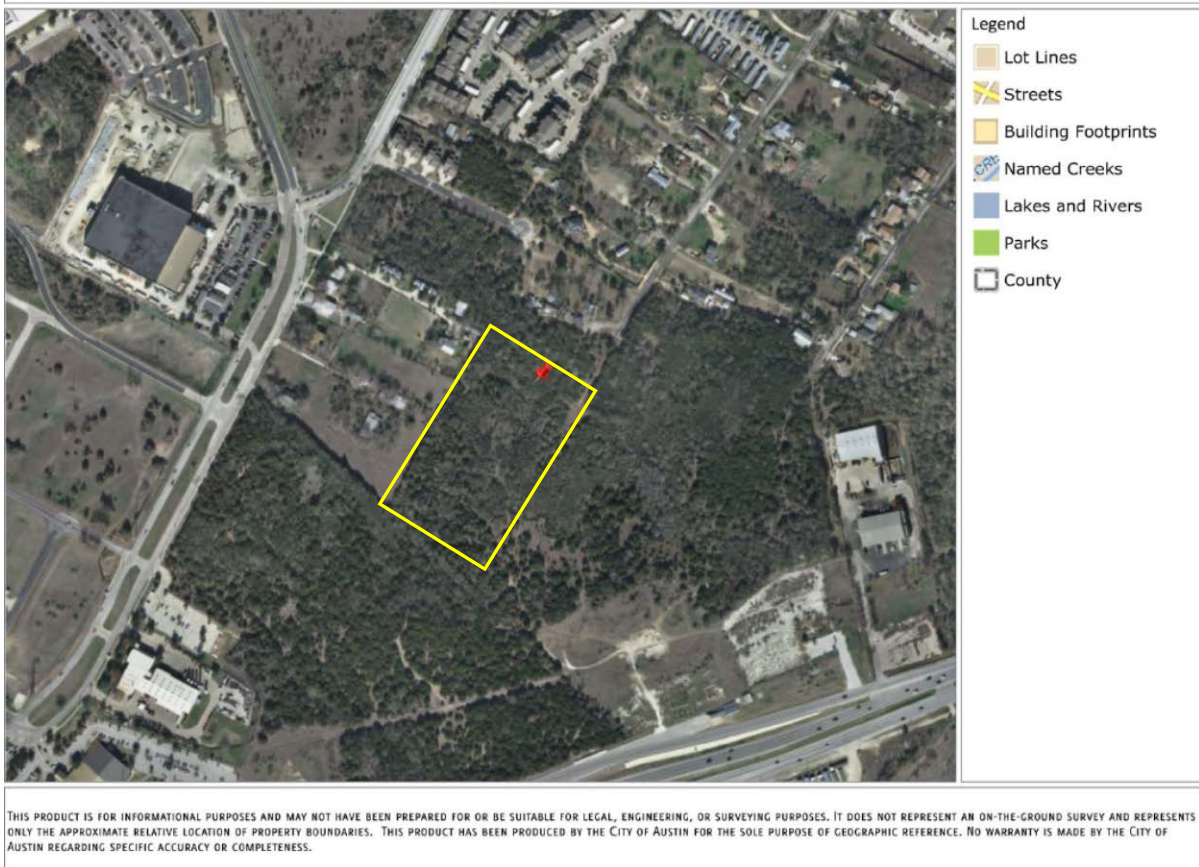 Legend
Lot Lines
Streets
Building Footprints
CRK
Named Creeks
Lakes and Rivers
Parks
County
THIS PRODUCT IS FOR INFORMATIONAL PURPOSES AND MAY NOT HAVE BEEN PREPARED FOR OR BE SUITABLE FOR LEGAL, ENGINEERING, OR SURVEYING PURPOSES. IT DOES NOT REPRESENT AN ON-THE-GROUND SURVEY AND REPRESENTS
ONLY THE APPROXIMATE RELATIVE LOCATION OF PROPERTY BOUNDARIES. THIS PRODUCT HAS BEEN PRODUCED BY THE CITY OF AUSTIN FOR THE SOLE PURPOSE OF GEOGRAPHIC REFERENCE. NO WARRANTY IS MADE BY THE CITY OF
AUSTIN REGARDING SPECIFIC ACCURACY OR COMPLETENESS.